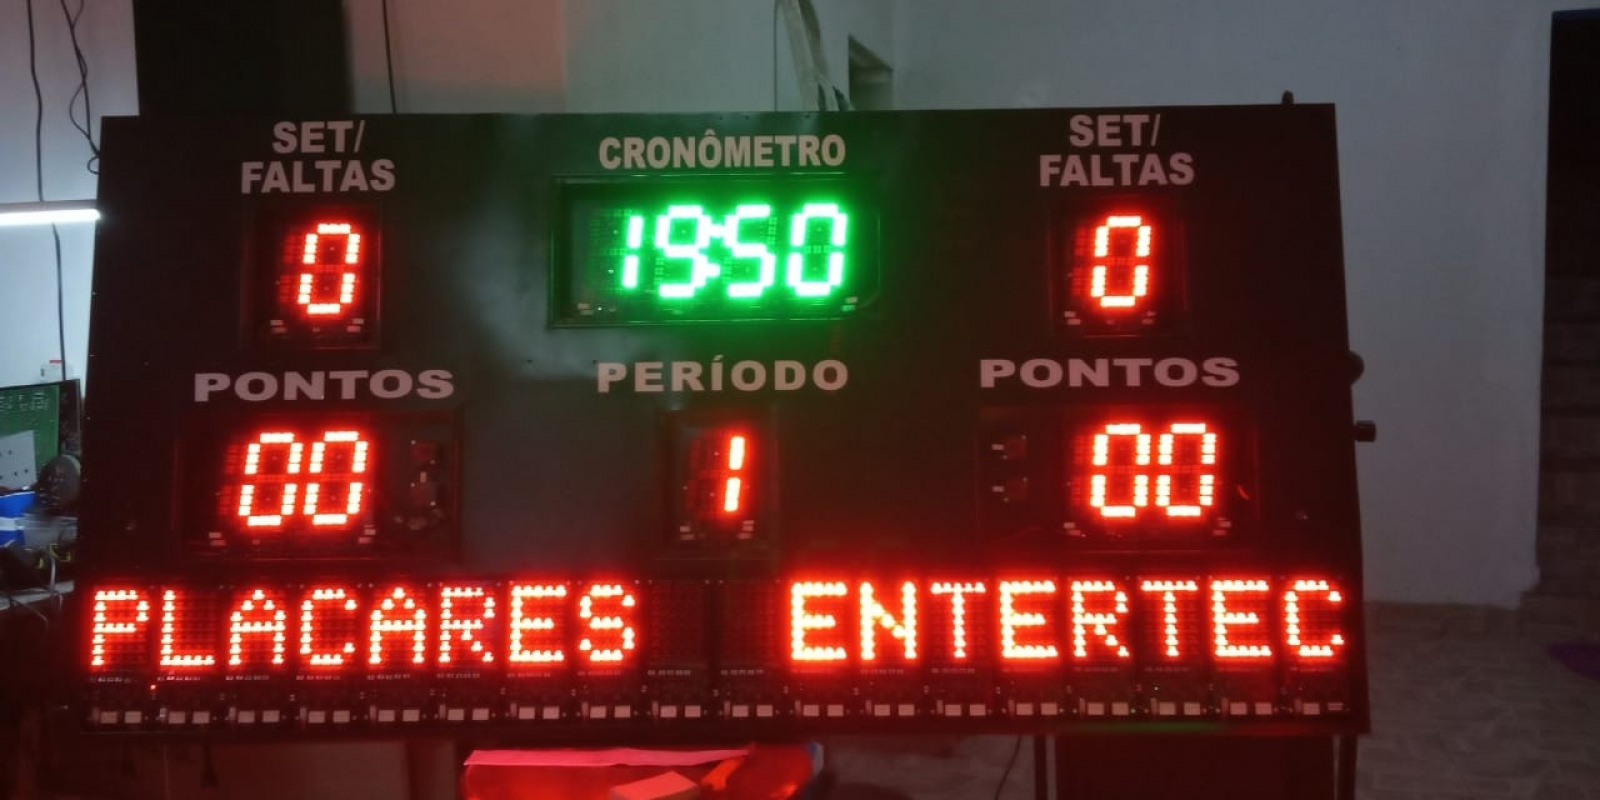 SET/ CRONÔMETRO SET/
FALTAS FALTAS
0 19:50 0
PONTOS PERÍODO PONTOS
00 1 00
PLACARES ENTERTEC